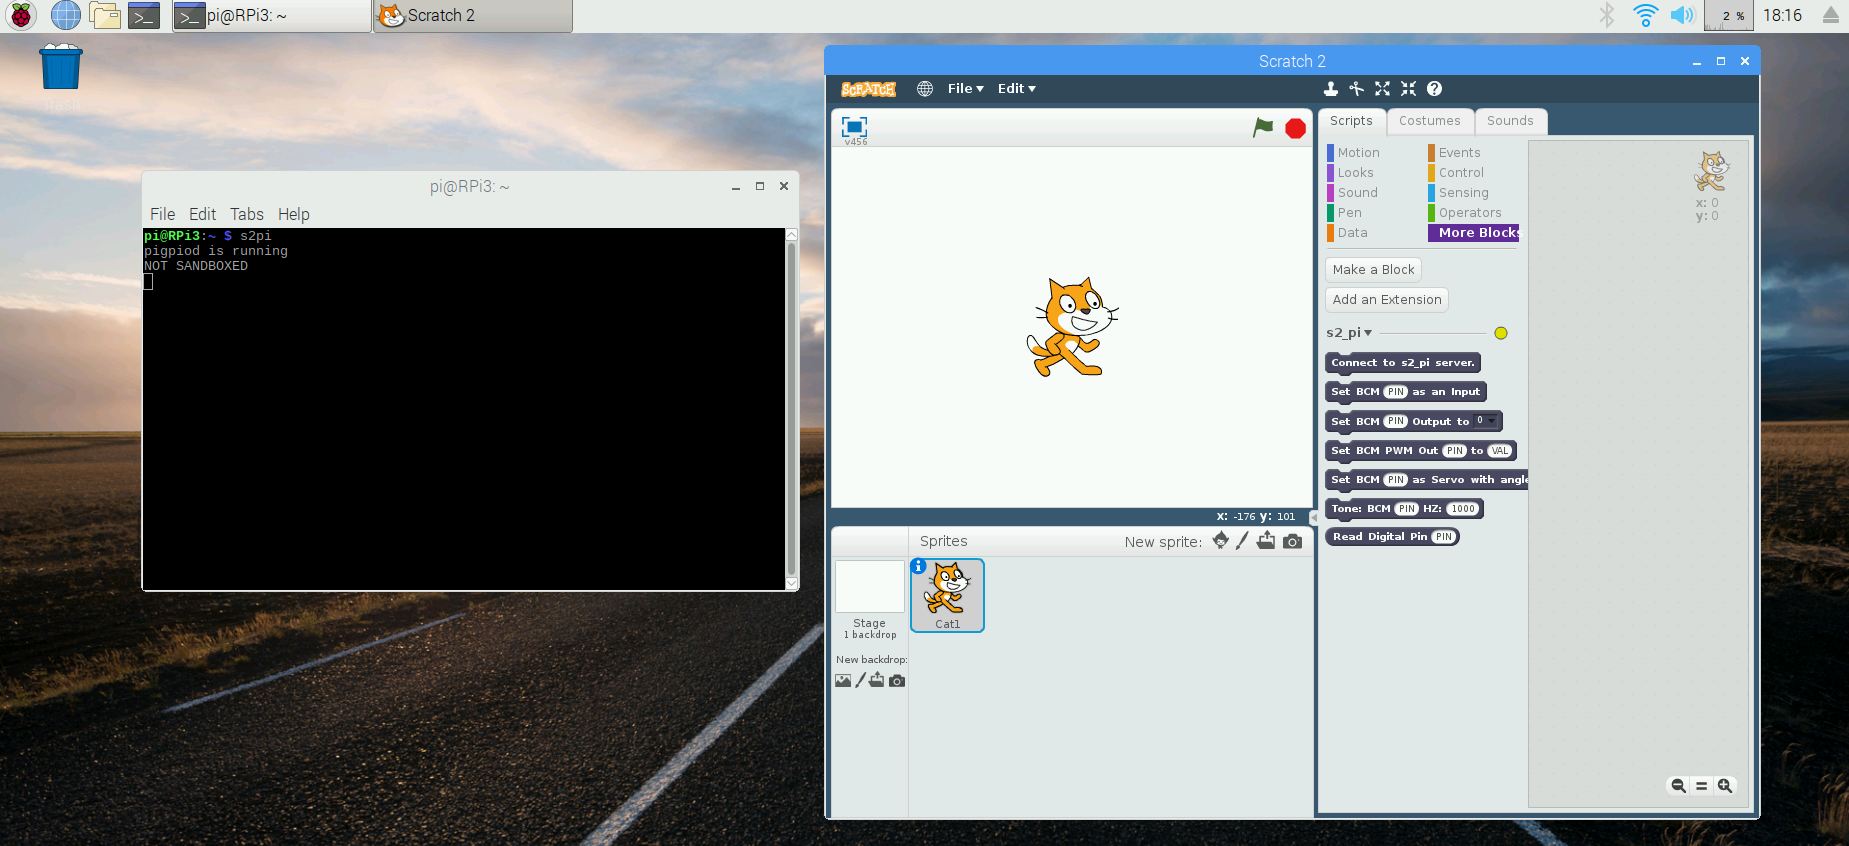 pi@RPi3: ~
Scratch 2
2 %
18:16
pi@RPi3: ~
File Edit Tabs Help
pi@RPi3:~ $ s2pi
pigpiod is running
NOT SANDBOXED
Scratch 2
SCRATCH
File
Edit
v456
x: -176 y: 101
Sprites
New sprite:
Stage
1 backdrop
New backdrop:
Cat1
Scripts
Costumes
Sounds
Motion
Looks
Sound
Pen
Data
Events
Control
Sensing
Operators
More Blocks
Make a Block
Add an Extension
s2_pi
Connect to s2_pi server.
Set BCM PIN as an Input
Set BCM PIN Output to 0
Set BCM PWM Out PIN to VAL
Set BCM PIN as Servo with angle
Tone: BCM PIN HZ: 1000
Read Digital Pin PIN
x: 0
y: 0